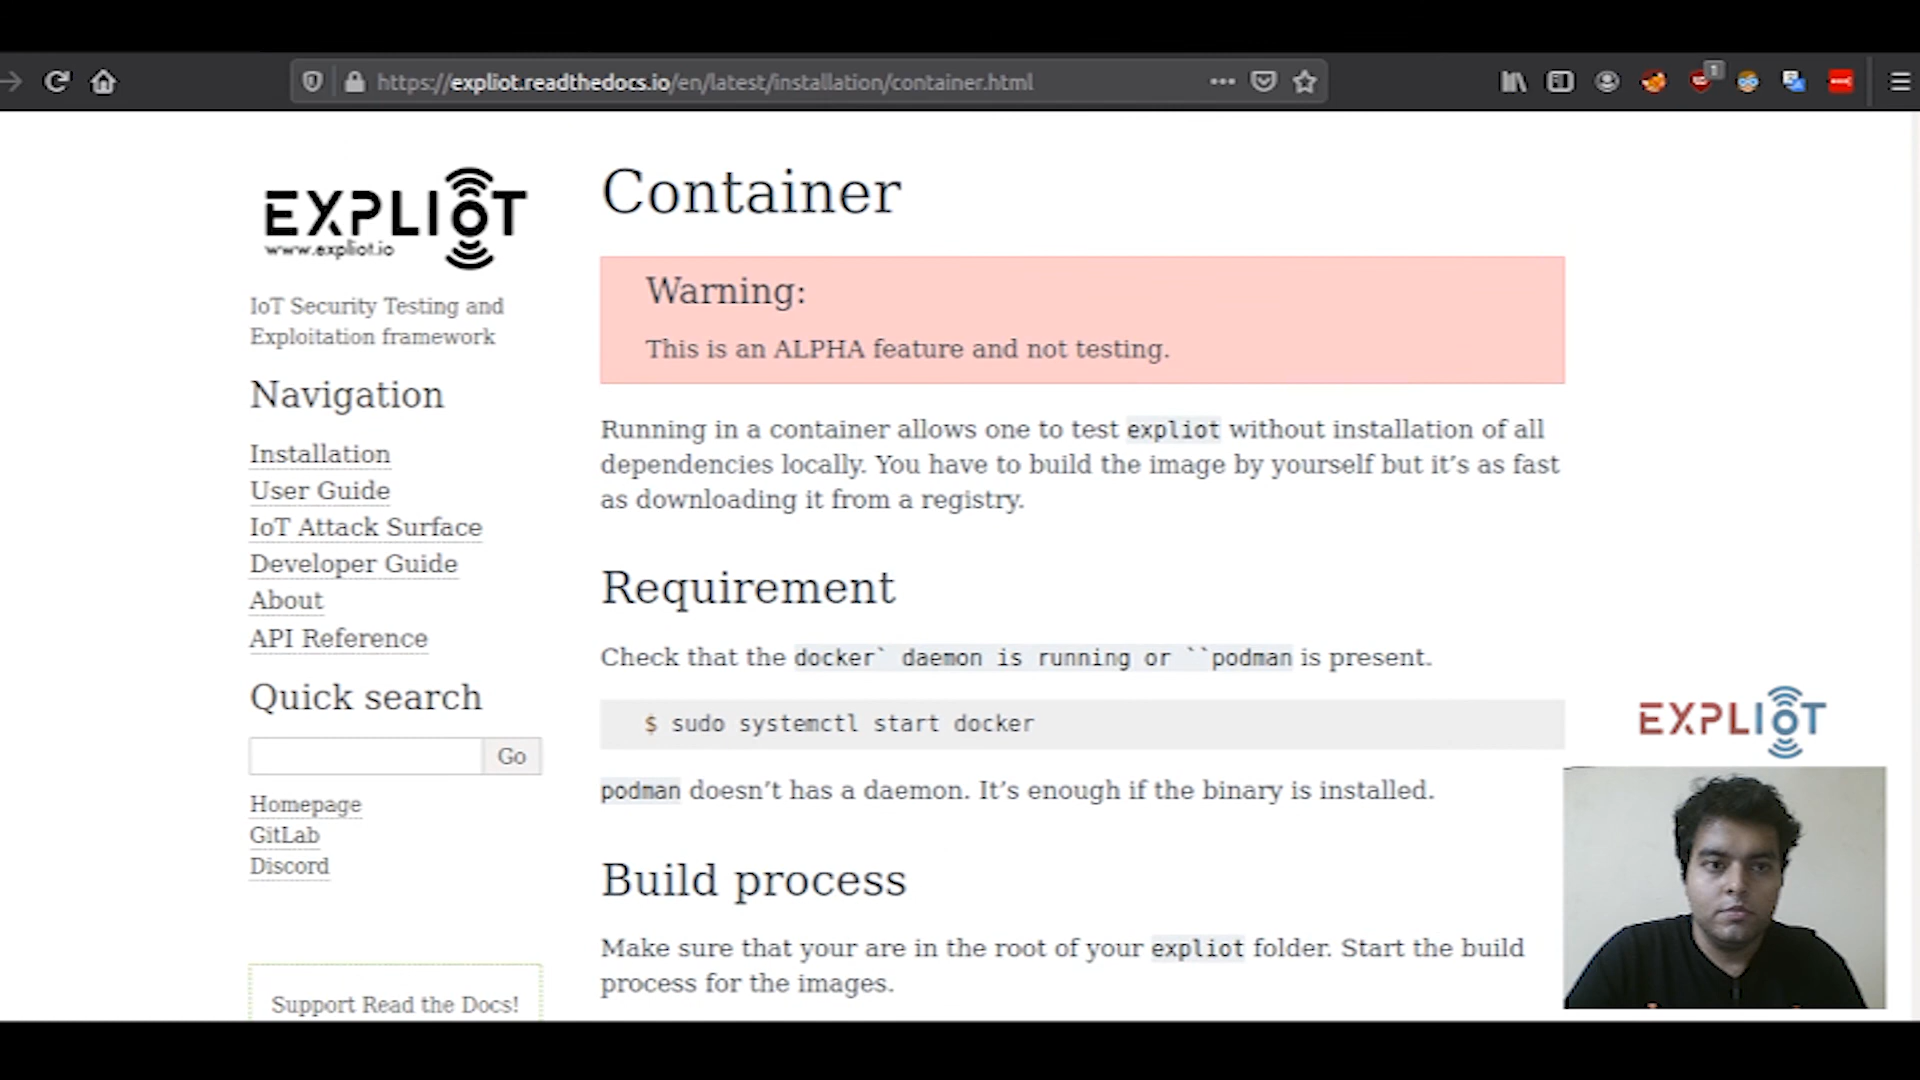 https://expliot.readthedocs.io/en/latest/installation/container.html
1
EXPLIOT
www.expliot.io
IoT Security Testing and
Exploitation framework
Navigation
Installation
User Guide
IoT Attack Surface
Developer Guide
About
API Reference
Quick search
Go
Homepage
GitLab
Discord
Support Read the Docs!
Container
Warning:
This is an ALPHA feature and not testing.
Running in a container allows one to test expliot without installation of all
dependencies locally. You have to build the image by yourself but it’s as fast
as downloading it from a registry.
Requirement
Check that the docker` daemon is running or ``podman is present.
$ sudo systemctl start docker
podman doesn’t has a daemon. It’s enough if the binary is installed.
Build process
Make sure that your are in the root of your expliot folder. Start the build
process for the images.
EXPLIOT